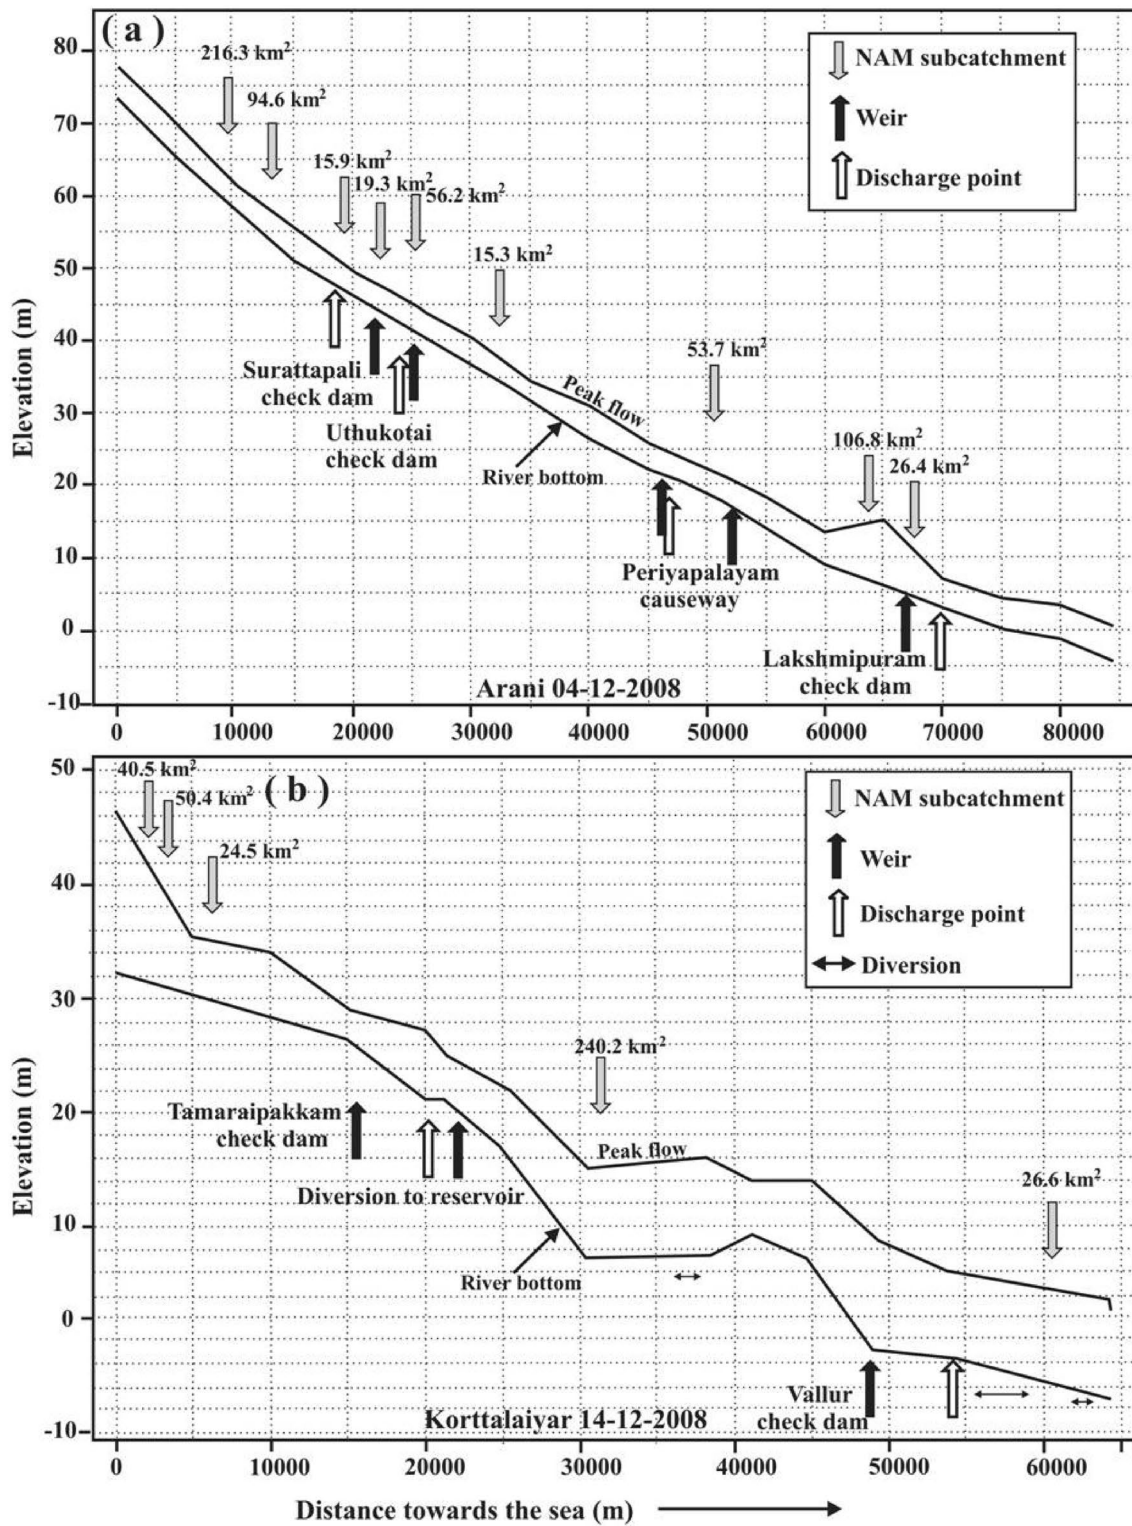 ( a )
80
70
60
50
40
30
20
10
0
-10
Elevation (m)
216.3 km²
94.6 km²
15.9 km²
19.3 km²
56.2 km²
15.3 km²
53.7 km²
106.8 km²
26.4 km²
NAM subcatchment
Weir
Discharge point
Surattapali
check dam
Uthukotai
check dam
Peak flow
River bottom
Periyapalayam
causeway
Lakshmipuram
check dam
Arani 04-12-2008
0 10000 20000 30000 40000 50000 60000 70000 80000
( b )
50
40
30
20
10
0
-10
Elevation (m)
40.5 km²
50.4 km²
24.5 km²
240.2 km²
26.6 km²
NAM subcatchment
Weir
Discharge point
Diversion
Tamaraipakkam
check dam
Diversion to reservoir
Peak flow
River bottom
Vallur
check dam
Korttalaiyar 14-12-2008
0 10000 20000 30000 40000 50000 60000
Distance towards the sea (m)